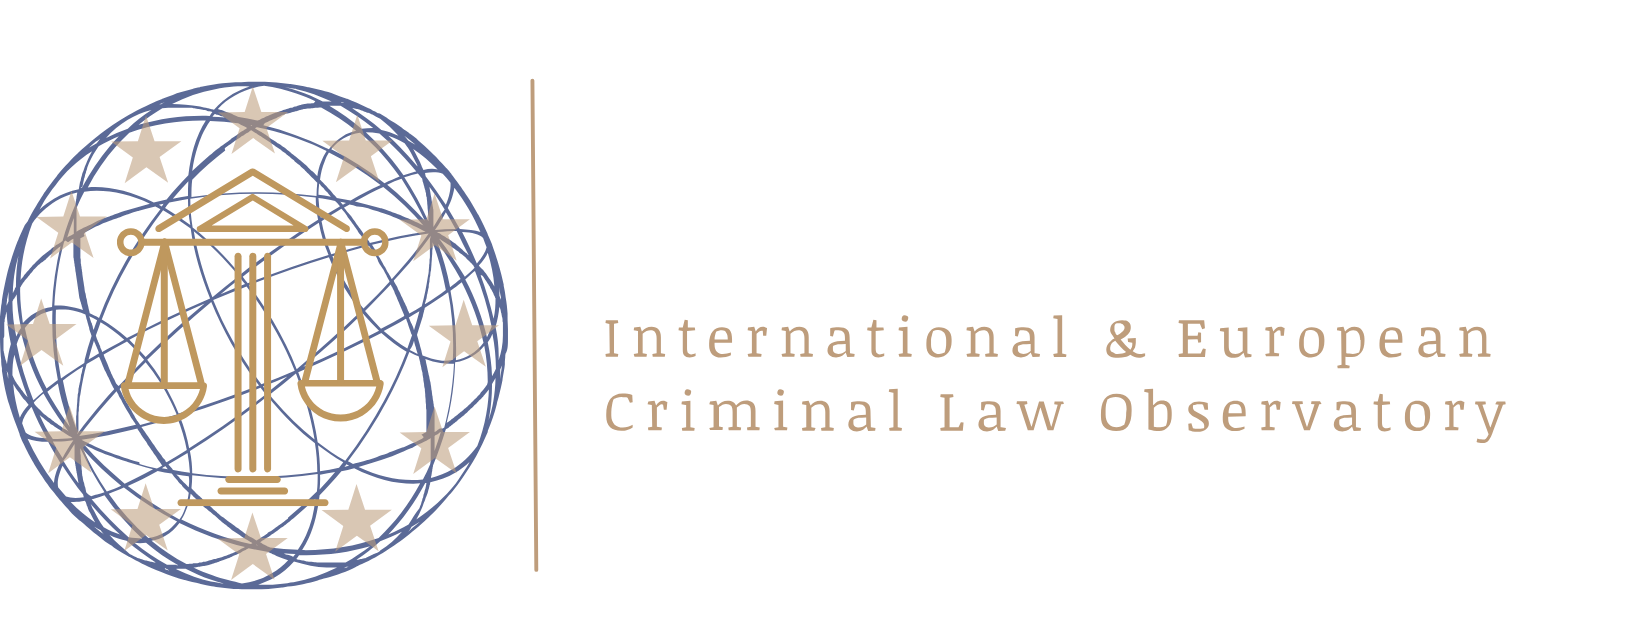 International & European
Criminal Law Observatory